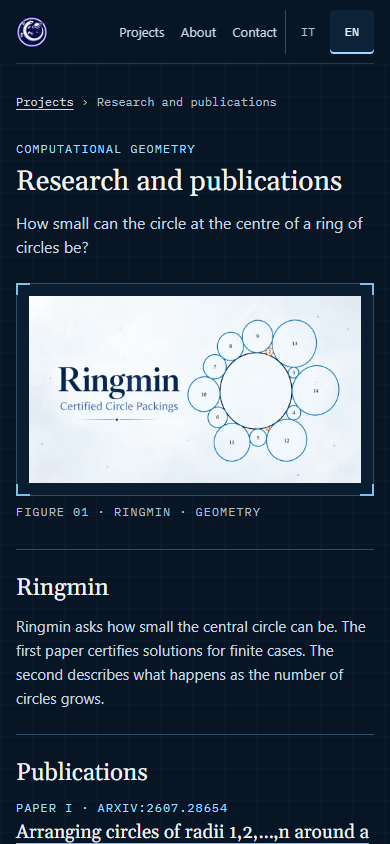 Projects About Contact IT EN
Projects › Research and publications
COMPUTATIONAL GEOMETRY
Research and publications
How small can the circle at the centre of a ring of
circles be?
Ringmin
Certified Circle Packings
9
13
8
7
3
14
10
4
6
11
5
12
FIGURE 01 · RINGMIN · GEOMETRY
Ringmin
Ringmin asks how small the central circle can be. The
first paper certifies solutions for finite cases. The
second describes what happens as the number of
circles grows.
Publications
PAPER I · ARXIV:2607.28654
Arranging circles of radii 1,2,…,n around a